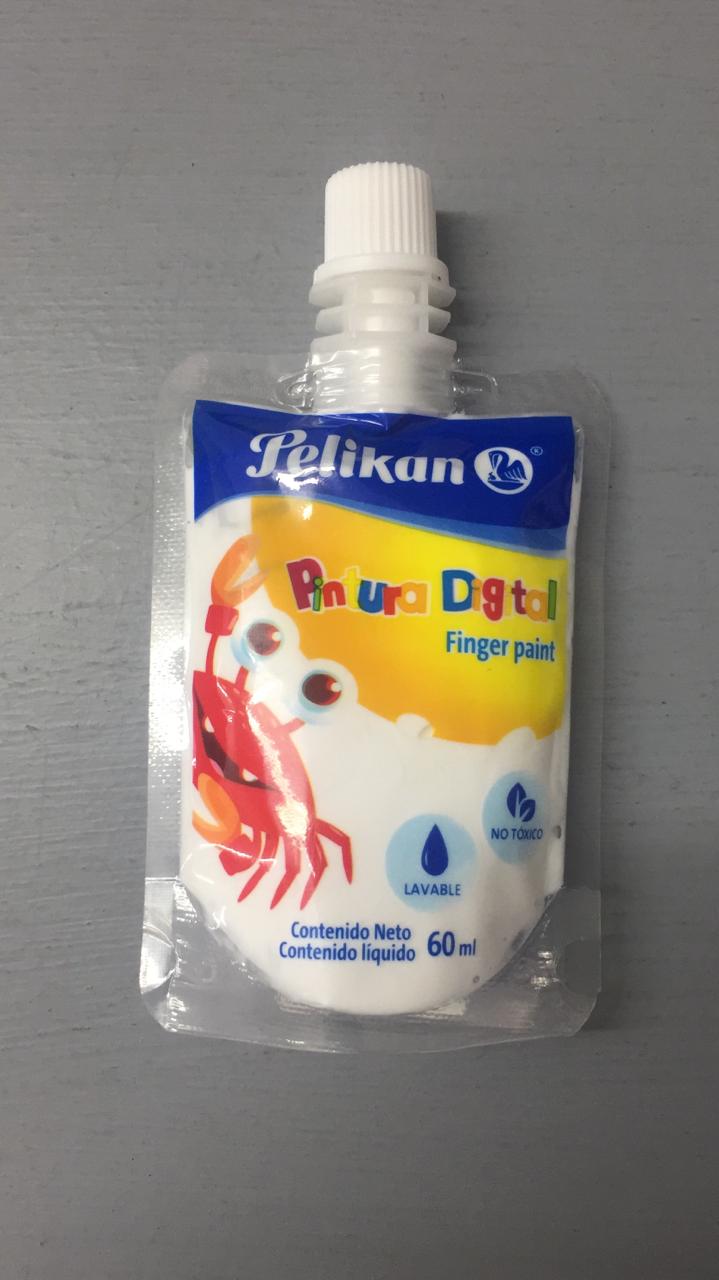 Pelikan ®
Pintura Digital
Finger paint
NO TÓXICO
LAVABLE
Contenido Neto
Contenido líquido 60 ml